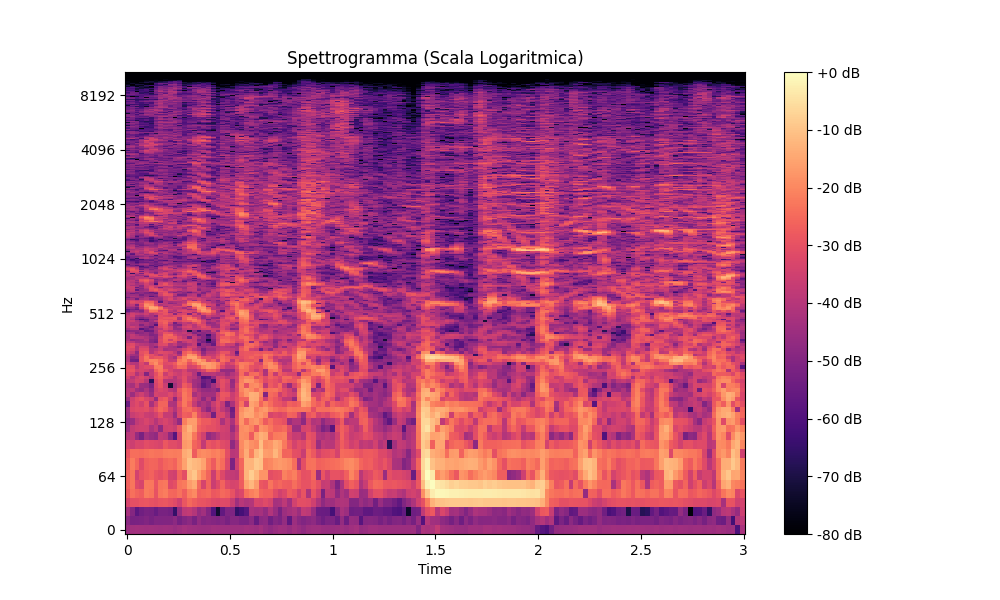 Spettrogramma (Scala Logaritmica)
Hz
8192
4096
2048
1024
512
256
128
64
0
0
0.5
1
1.5
2
2.5
3
Time
+0 dB
-10 dB
-20 dB
-30 dB
-40 dB
-50 dB
-60 dB
-70 dB
-80 dB